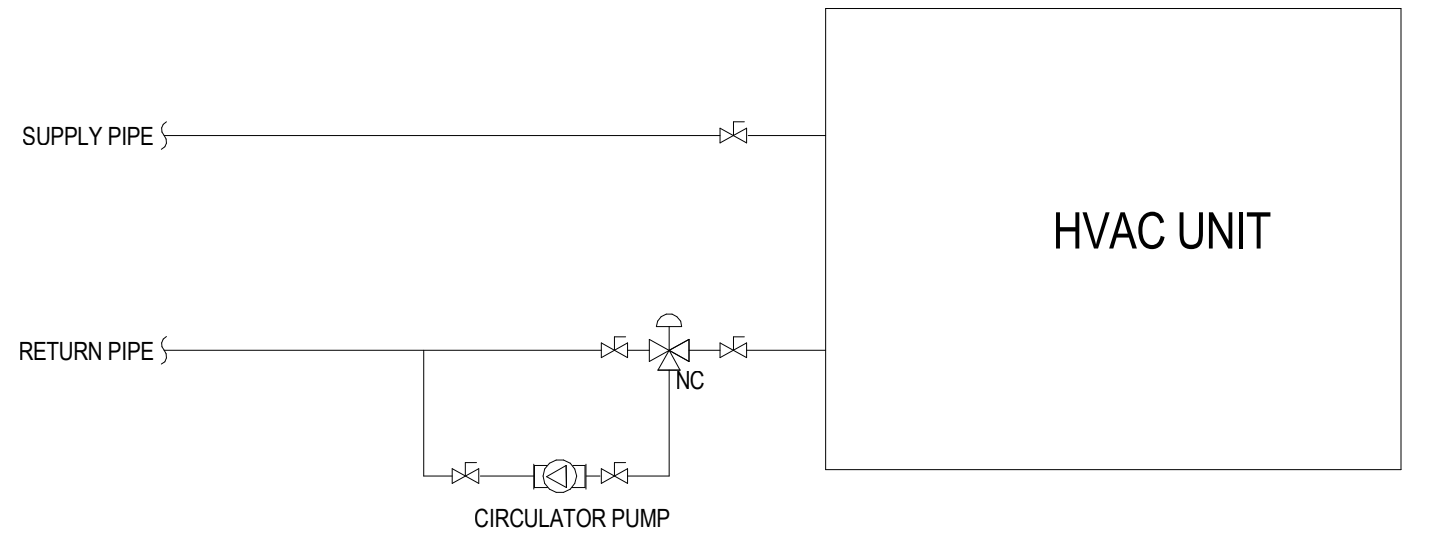 SUPPLY PIPE
HVAC UNIT
RETURN PIPE
NC
CIRCULATOR PUMP